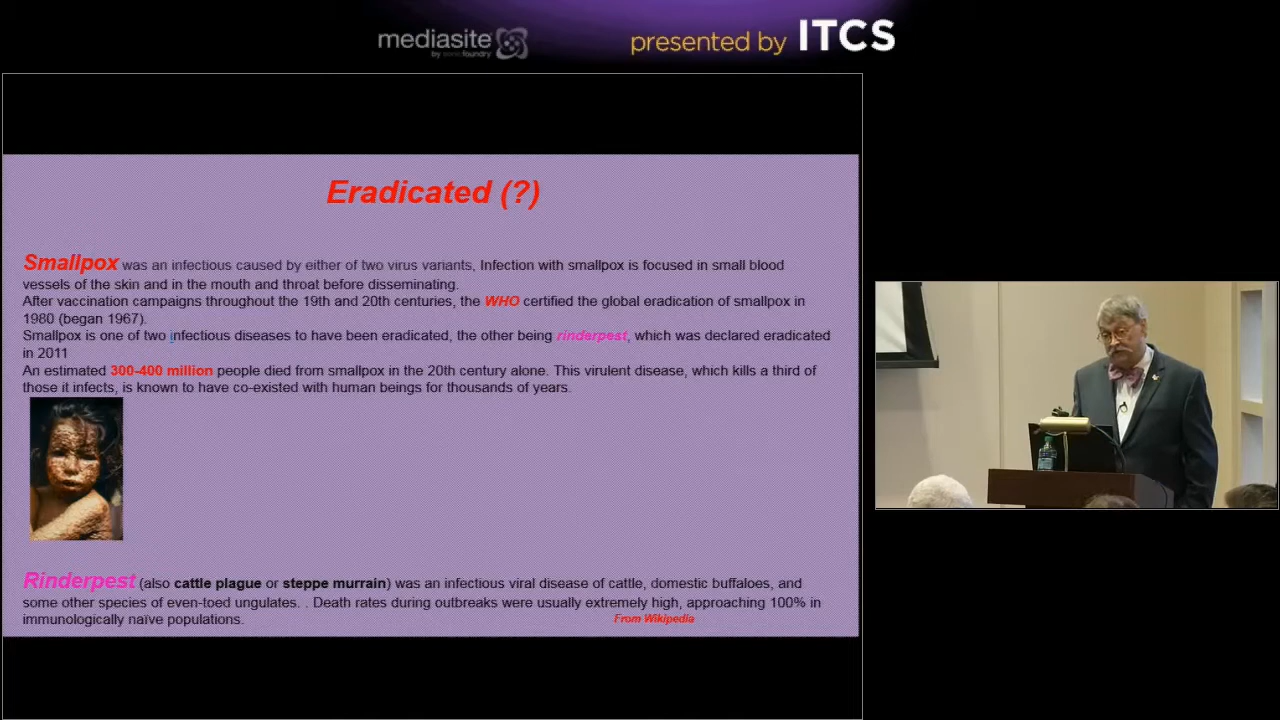 mediasite
by sonic foundry
presented by ITCS
Eradicated (?)
Smallpox was an infectious caused by either of two virus variants, Infection with smallpox is focused in small blood
vessels of the skin and in the mouth and throat before disseminating.
After vaccination campaigns throughout the 19th and 20th centuries, the WHO certified the global eradication of smallpox in
1980 (began 1967).
Smallpox is one of two infectious diseases to have been eradicated, the other being rinderpest, which was declared eradicated
in 2011
An estimated 300-400 million people died from smallpox in the 20th century alone. This virulent disease, which kills a third of
those it infects, is known to have co-existed with human beings for thousands of years.
Rinderpest (also cattle plague or steppe murrain) was an infectious viral disease of cattle, domestic buffaloes, and
some other species of even-toed ungulates. . Death rates during outbreaks were usually extremely high, approaching 100% in
immunologically naïve populations.
From Wikipedia